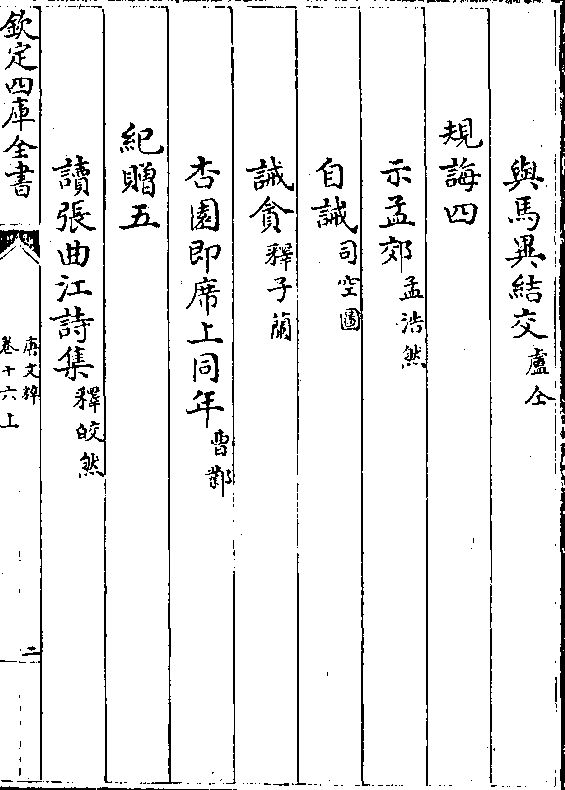 與馬異結交盧仝
規誨四
示孟郊孟浩然
自誡司空圖
誡貪釋子蘭
杏園即席上同年曹鄴
紀贈五
讀張曲江詩集釋皎然
欽定四庫全書
唐文粹
卷十六上
二